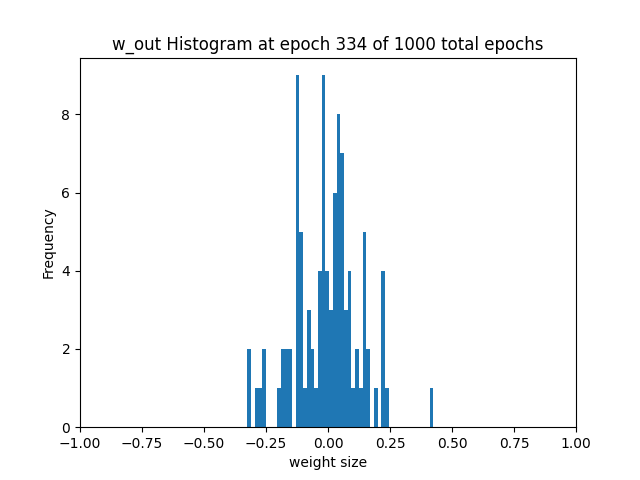 w_out Histogram at epoch 334 of 1000 total epochs
Frequency
8
6
4
2
0
−1.00 −0.75 −0.50 −0.25 0.00 0.25 0.50 0.75 1.00
weight size